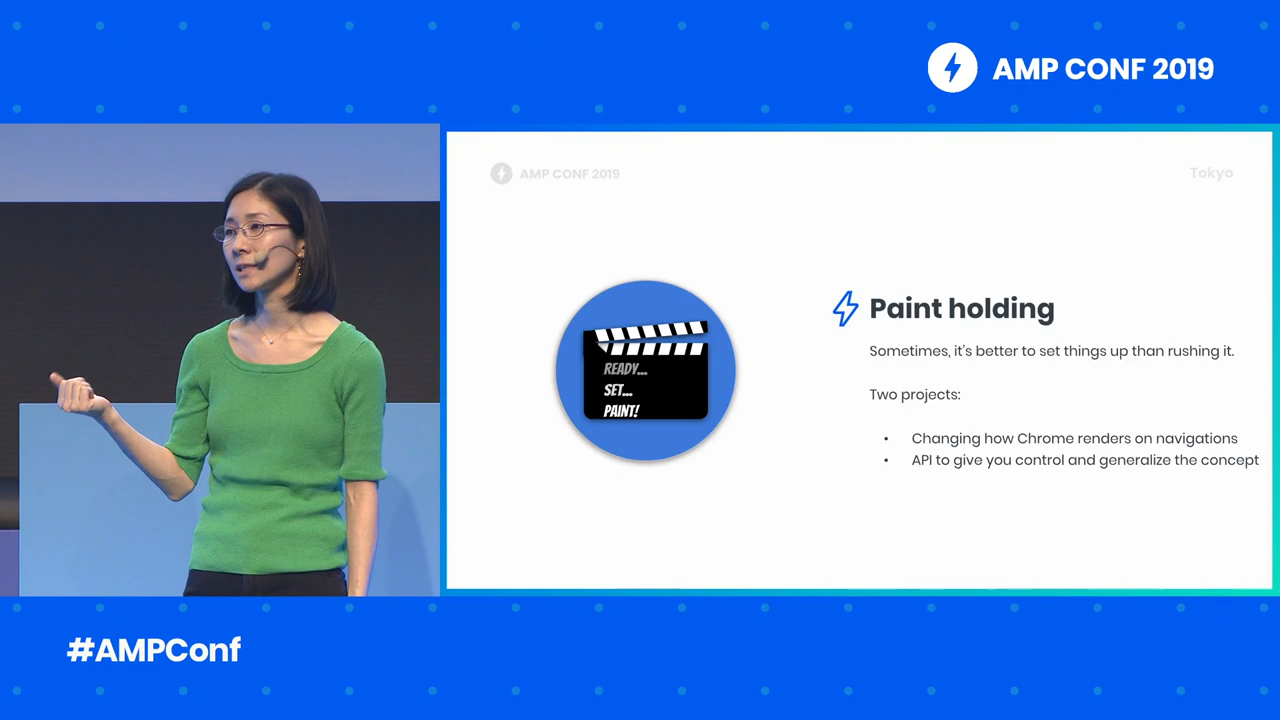 AMP CONF 2019
AMP CONF 2019
Tokyo
READY...
SET...
PAINT!
Paint holding
Sometimes, it's better to set things up than rushing it.
Two projects:
• Changing how Chrome renders on navigations
• API to give you control and generalize the concept
#AMPConf